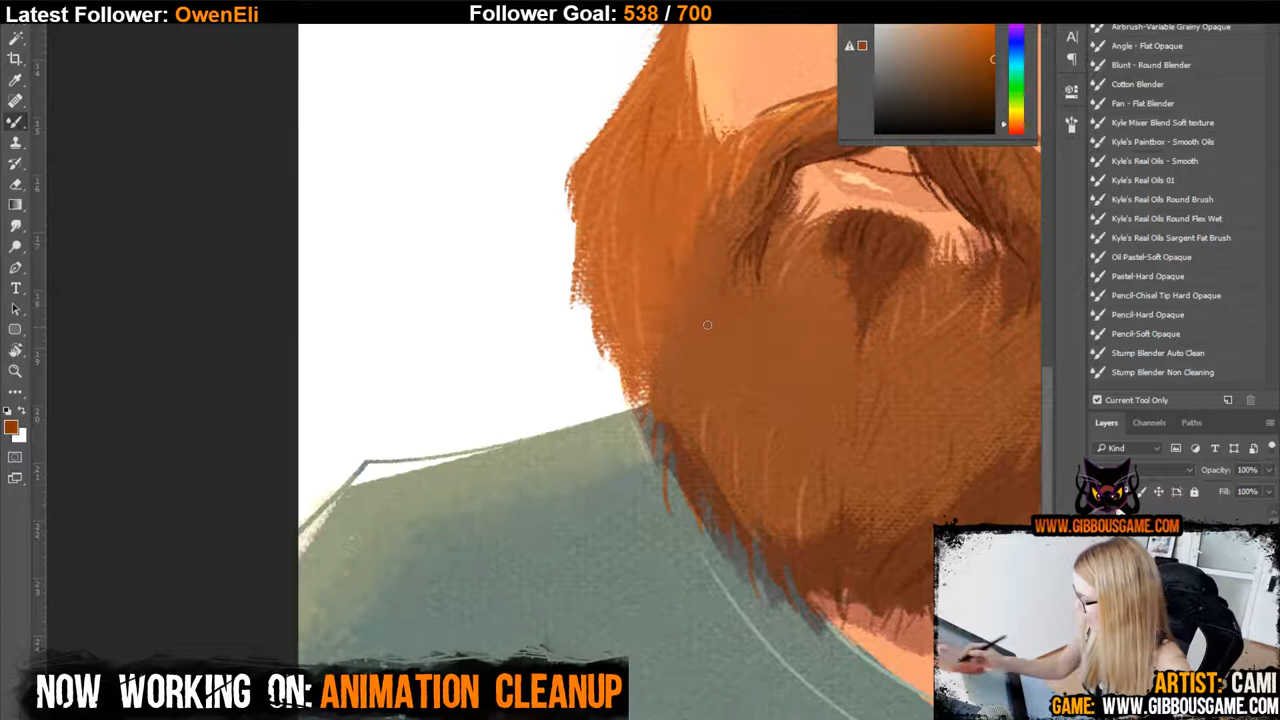 Latest Follower: OwenEli
Follower Goal: 538 / 700
Airbrush-Variable Grainy Opaque
Angle - Flat Opaque
Blunt - Round Blender
Cotton Blender
Fan - Flat Blender
Kyle Mixer Blend Soft texture
Kyle's Paintbox - Smooth Oils
Kyle's Real Oils - Smooth
Kyle's Real Oils 01
Kyle's Real Oils Round Brush
Kyle's Real Oils Round Flex Wet
Kyle's Real Oils Sargent Fat Brush
Oil Pastel-Soft Opaque
Pastel-Hard Opaque
Pencil-Chisel Tip Hard Opaque
Pencil-Hard Opaque
Pencil-Soft Opaque
Stump Blender Auto Clean
Stump Blender Non Cleaning
Current Tool Only
Layers Channels Paths
Kind
Opacity: 100%
Fill: 100%
WWW.GIBBOUSGAME.COM
NOW WORKING ON: ANIMATION CLEANUP
ARTIST: CAMI
GAME: WWW.GIBBOUSGAME.COM